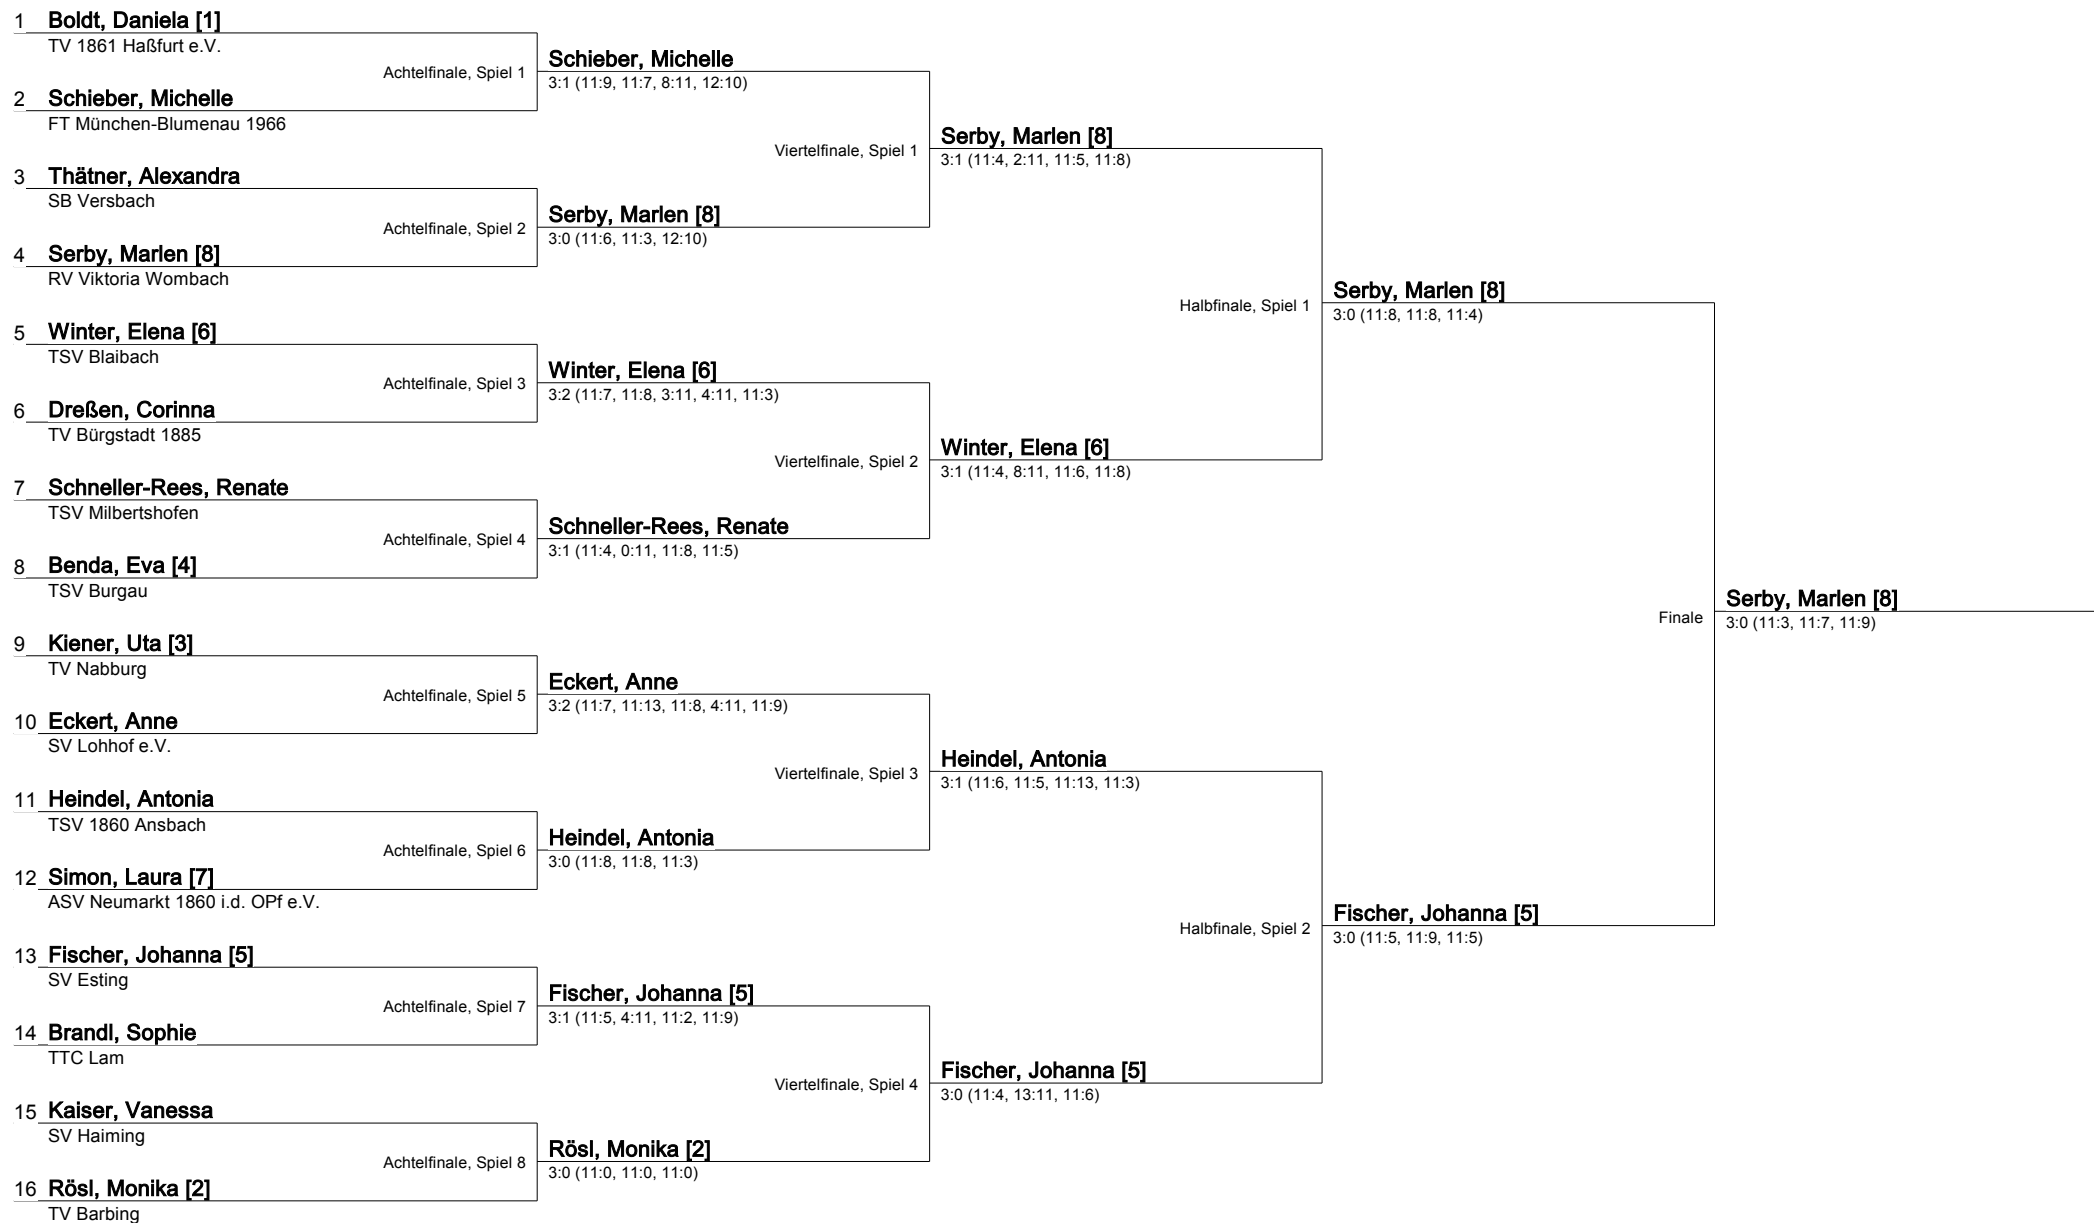 1 Boldt, Daniela [1]
TV 1861 Haßfurt e.V.
Achtelfinale, Spiel 1
2 Schieber, Michelle
FT München-Blumenau 1966
Schieber, Michelle
3:1 (11:9, 11:7, 8:11, 12:10)
Viertelfinale, Spiel 1
3 Thätner, Alexandra
SB Versbach
Achtelfinale, Spiel 2
4 Serby, Marlen [8]
RV Viktoria Wombach
Serby, Marlen [8]
3:0 (11:6, 11:3, 12:10)
Serby, Marlen [8]
3:1 (11:4, 2:11, 11:5, 11:8)
Halbfinale, Spiel 1
5 Winter, Elena [6]
TSV Blaibach
Achtelfinale, Spiel 3
6 Dreßen, Corinna
TV Bürgstadt 1885
Winter, Elena [6]
3:2 (11:7, 11:8, 3:11, 4:11, 11:3)
Viertelfinale, Spiel 2
7 Schneller-Rees, Renate
TSV Milbertshofen
Achtelfinale, Spiel 4
8 Benda, Eva [4]
TSV Burgau
Schneller-Rees, Renate
3:1 (11:4, 0:11, 11:8, 11:5)
Winter, Elena [6]
3:1 (11:4, 8:11, 11:6, 11:8)
Serby, Marlen [8]
3:0 (11:8, 11:8, 11:4)
Finale
Serby, Marlen [8]
3:0 (11:3, 11:7, 11:9)
9 Kiener, Uta [3]
TV Nabburg
Achtelfinale, Spiel 5
10 Eckert, Anne
SV Lohhof e.V.
Eckert, Anne
3:2 (11:7, 11:13, 11:8, 4:11, 11:9)
Viertelfinale, Spiel 3
11 Heindel, Antonia
TSV 1860 Ansbach
Achtelfinale, Spiel 6
12 Simon, Laura [7]
ASV Neumarkt 1860 i.d. OPf e.V.
Heindel, Antonia
3:0 (11:8, 11:8, 11:3)
Heindel, Antonia
3:1 (11:6, 11:5, 11:13, 11:3)
Halbfinale, Spiel 2
13 Fischer, Johanna [5]
SV Esting
Achtelfinale, Spiel 7
14 Brandl, Sophie
TTC Lam
Fischer, Johanna [5]
3:1 (11:5, 4:11, 11:2, 11:9)
Viertelfinale, Spiel 4
15 Kaiser, Vanessa
SV Haiming
Achtelfinale, Spiel 8
16 Rösl, Monika [2]
TV Barbing
Rösl, Monika [2]
3:0 (11:0, 11:0, 11:0)
Fischer, Johanna [5]
3:0 (11:4, 13:11, 11:6)
Fischer, Johanna [5]
3:0 (11:5, 11:9, 11:5)